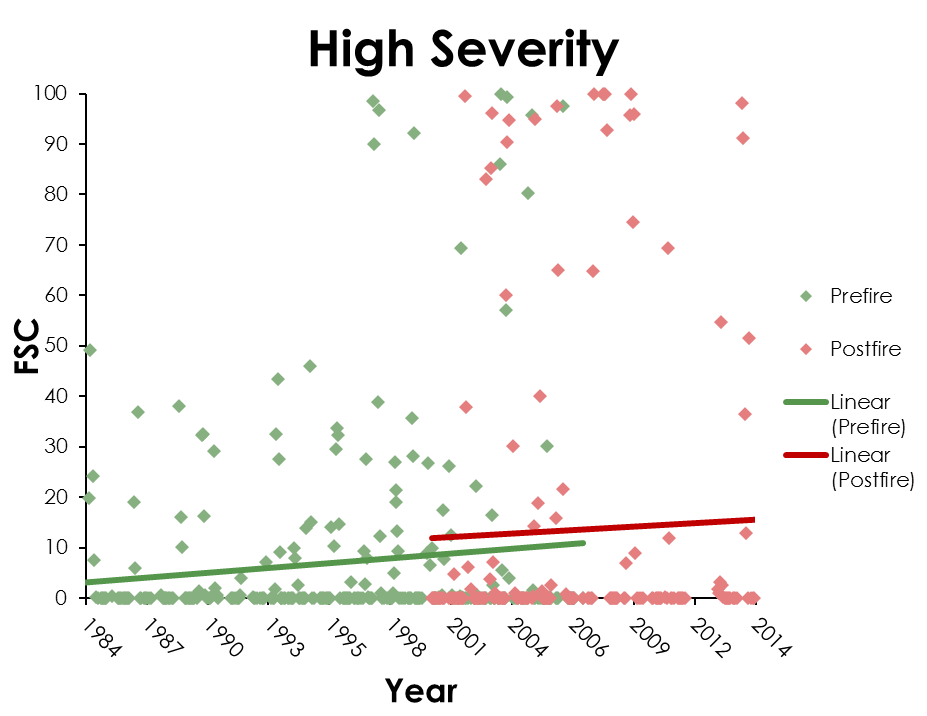 High Severity
100
90
80
70
60
50
40
30
20
10
0
FSC
1984
1987
1990
1993
1995
1998
2001
2004
2006
2009
2012
2014
Year
Prefire
Postfire
Linear
(Prefire)
Linear
(Postfire)